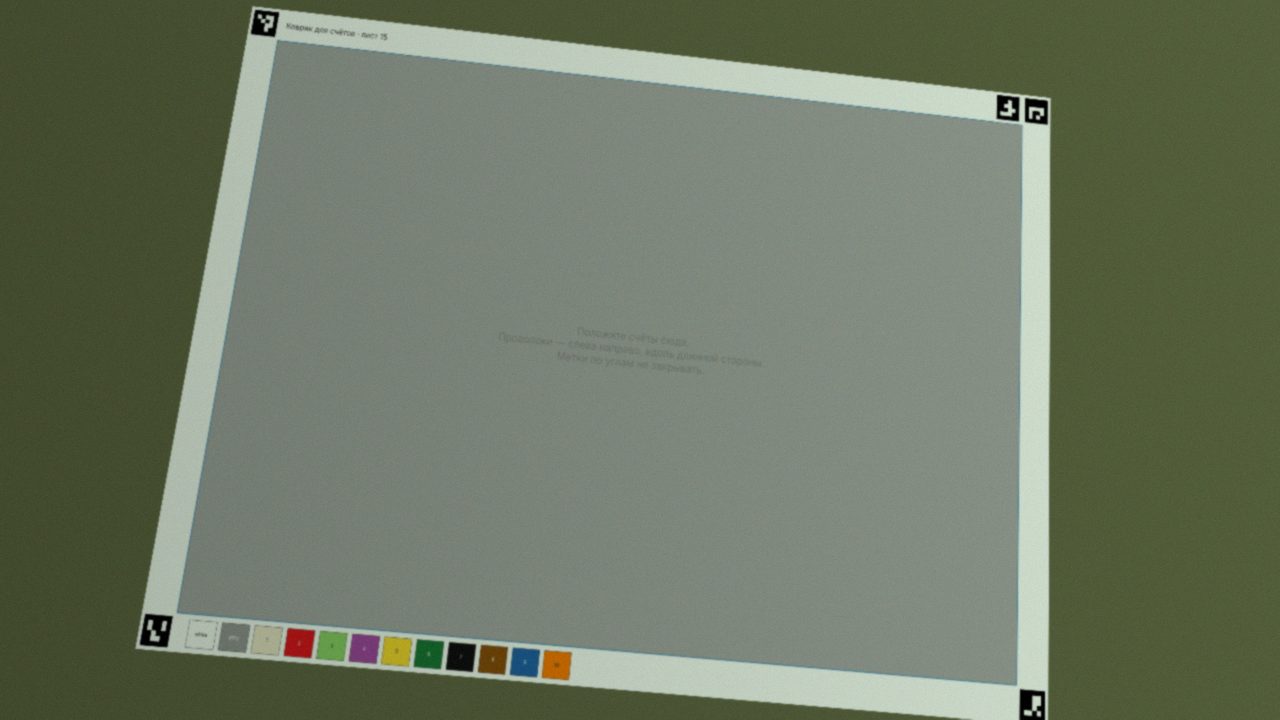 Коврик для счётов · лист 15
Положите счёты сюда.
Проволоки — слева направо, вдоль длинной стороны.
Метки по углам не закрывать.